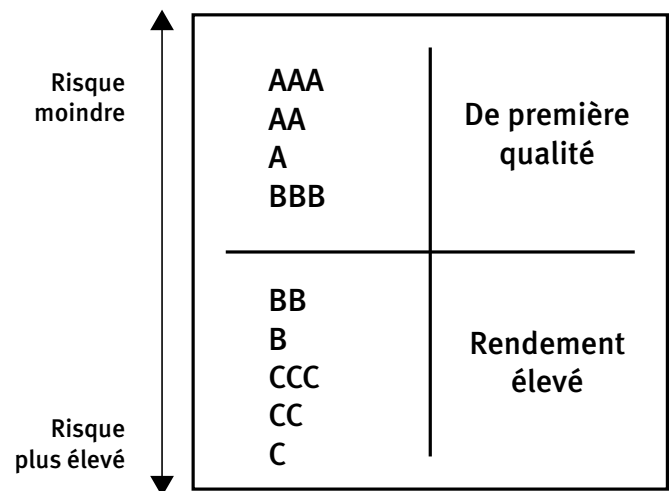 Risque
moindre
AAA
AA
A
BBB
De première
qualité
BB
B
CCC
CC
C
Rendement
élevé
Risque
plus élevé